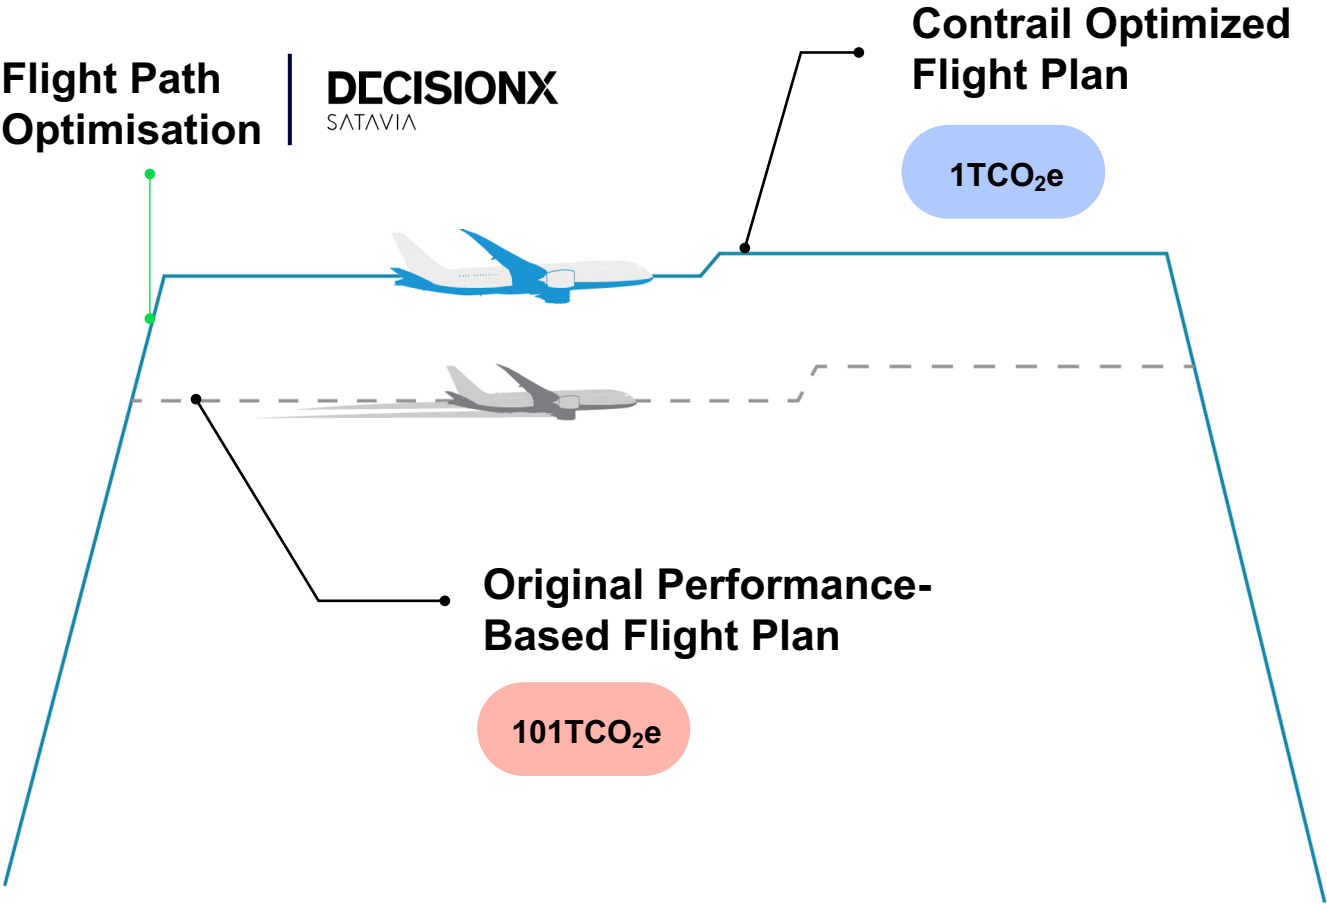 Flight Path
Optimisation
DECISIONX
SATAVIA
Contrail Optimized
Flight Plan
1TCO₂e
Original Performance-
Based Flight Plan
101TCO₂e